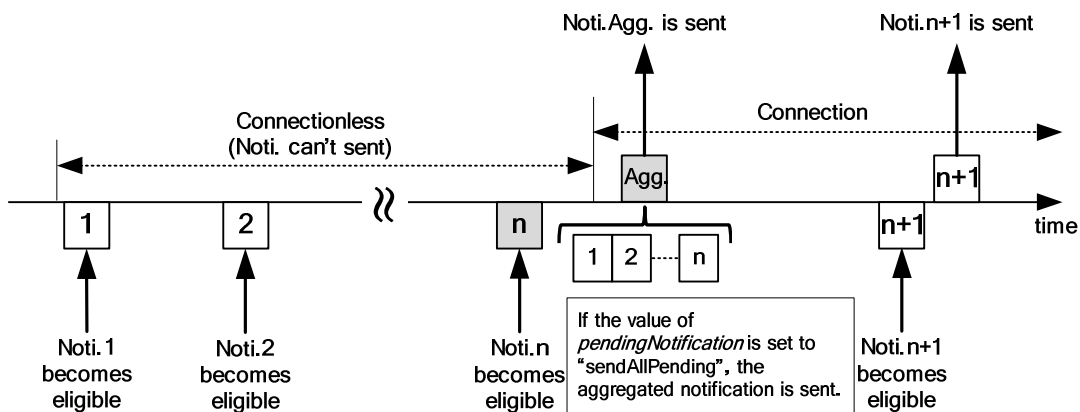 Noti.Agg. is sent
Noti.n+1 is sent
Connectionless
(Noti. can't sent)
Connection
Agg.
n+1
1
2
n
n+1
time
1
2
n
Noti.1
becomes
eligible
Noti.2
becomes
eligible
Noti.n
becomes
eligible
If the value of
pendingNotification is set to
“sendAllPending”, the
aggregated notification is sent.
Noti.n+1
becomes
eligible